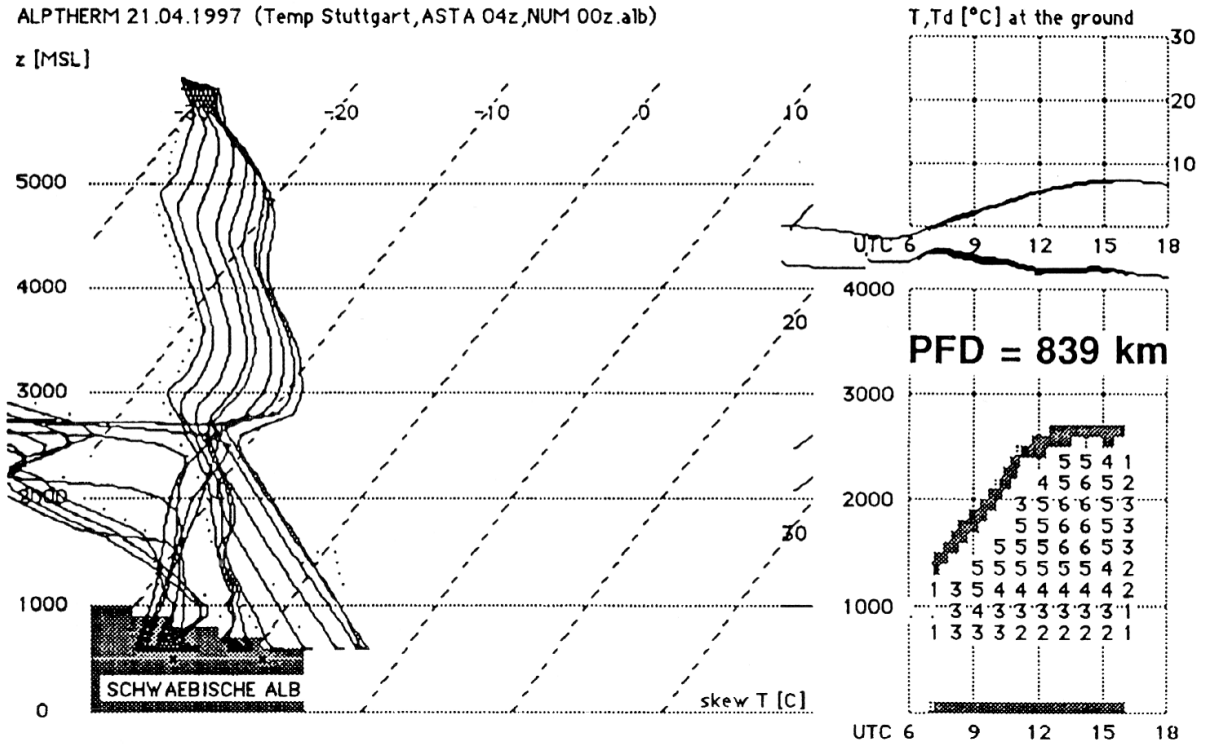 ALPTHERM 21.04.1997 (Temp Stuttgart,ASTA 04z,NUM 00z.alb)
T,Td [°C] at the ground
z [MSL]
30
20
10
-20
-10
0
10
5000
4000
3000
2000
1000
0
20
30
SCHWAEBISCHE ALB
skew T [C]
UTC 6 9 12 15 18
4000
PFD = 839 km
3000
2000
1000
5 5 4 1
4 5 6 5 2
3 5 6 6 5 3
5 5 6 6 5 3
5 5 5 6 6 5 3
5 5 5 5 5 4 2
1 3 5 4 4 4 4 4 4 2
3 4 3 3 3 3 3 3 1
1 3 3 3 2 2 2 2 2 1
UTC 6 9 12 15 18